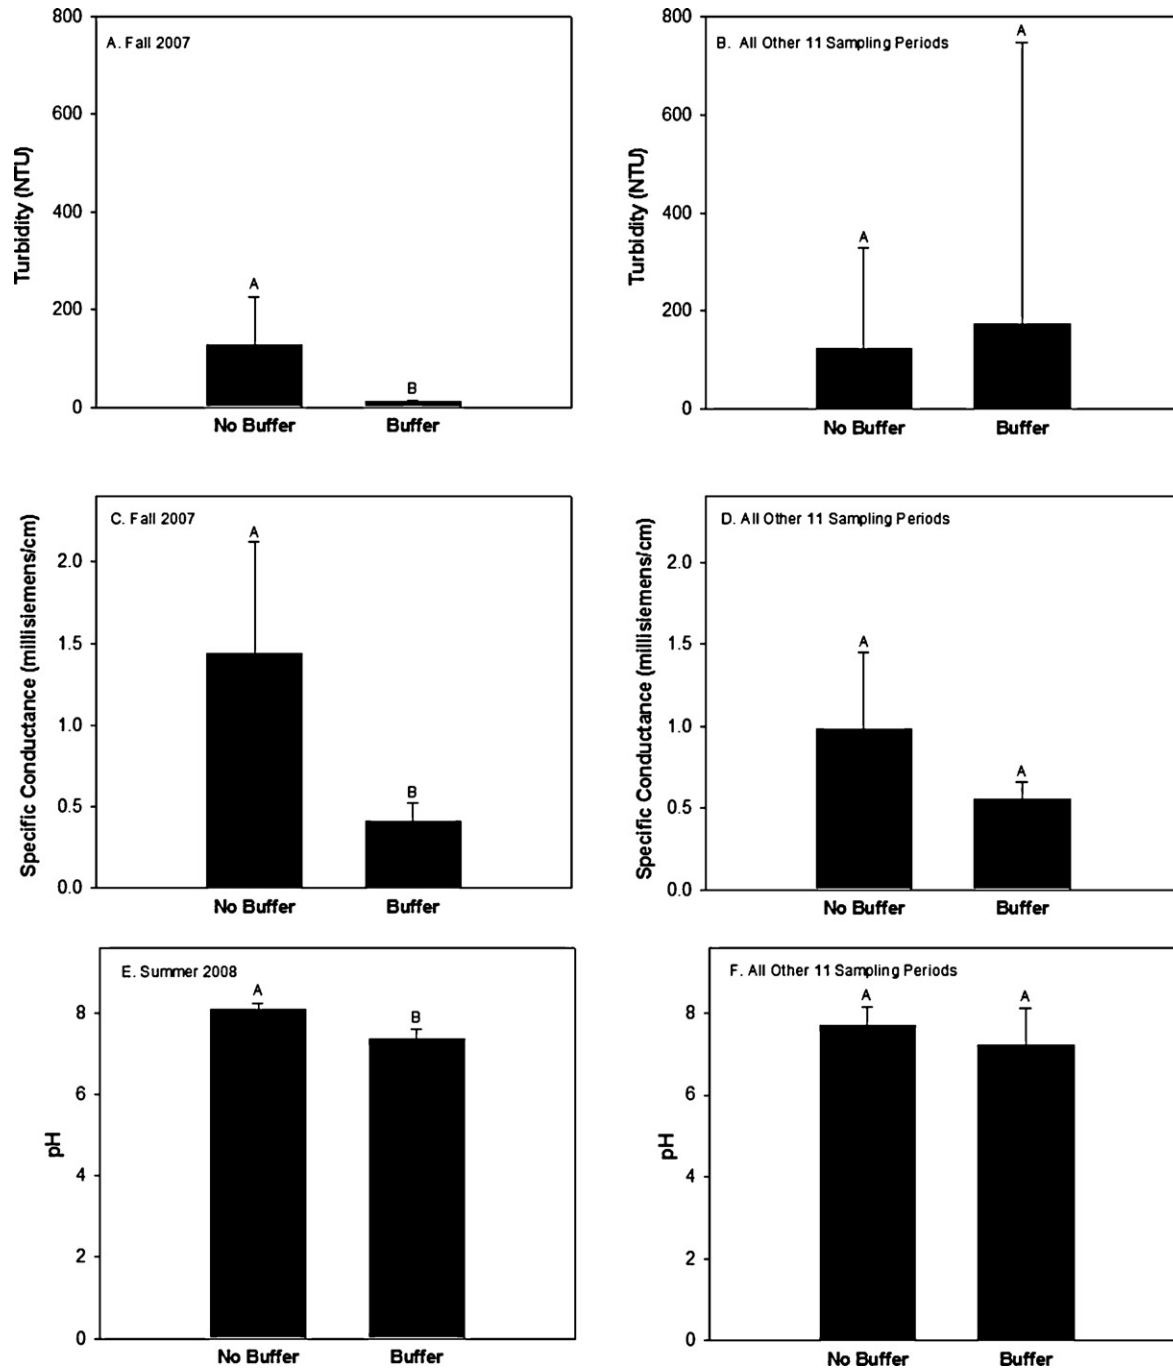 A. Fall 2007
Turbidity (NTU)
800
600
400
200
0
A
B
No Buffer
Buffer
B. All Other 11 Sampling Periods
Turbidity (NTU)
800
600
400
200
0
A
A
No Buffer
Buffer
C. Fall 2007
Specific Conductance (millisiemens/cm)
2.0
1.5
1.0
0.5
0.0
A
B
No Buffer
Buffer
D. All Other 11 Sampling Periods
Specific Conductance (millisiemens/cm)
2.0
1.5
1.0
0.5
0.0
A
A
No Buffer
Buffer
E. Summer 2008
pH
8
6
4
2
0
A
B
No Buffer
Buffer
F. All Other 11 Sampling Periods
pH
8
6
4
2
0
A
A
No Buffer
Buffer